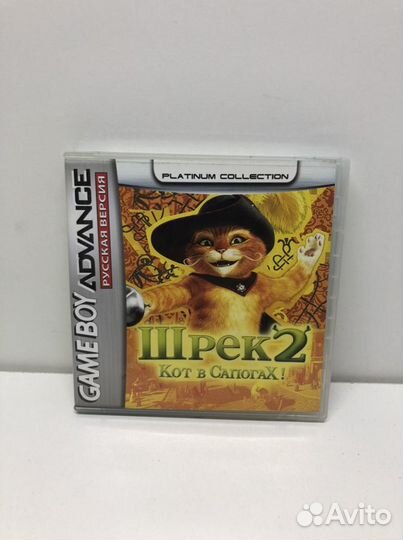 PLATINUM COLLECTION
GAME BOY ADVANCE
РУССКАЯ ВЕРСИЯ
Шрек 2
Кот в Сапогах!
Avito